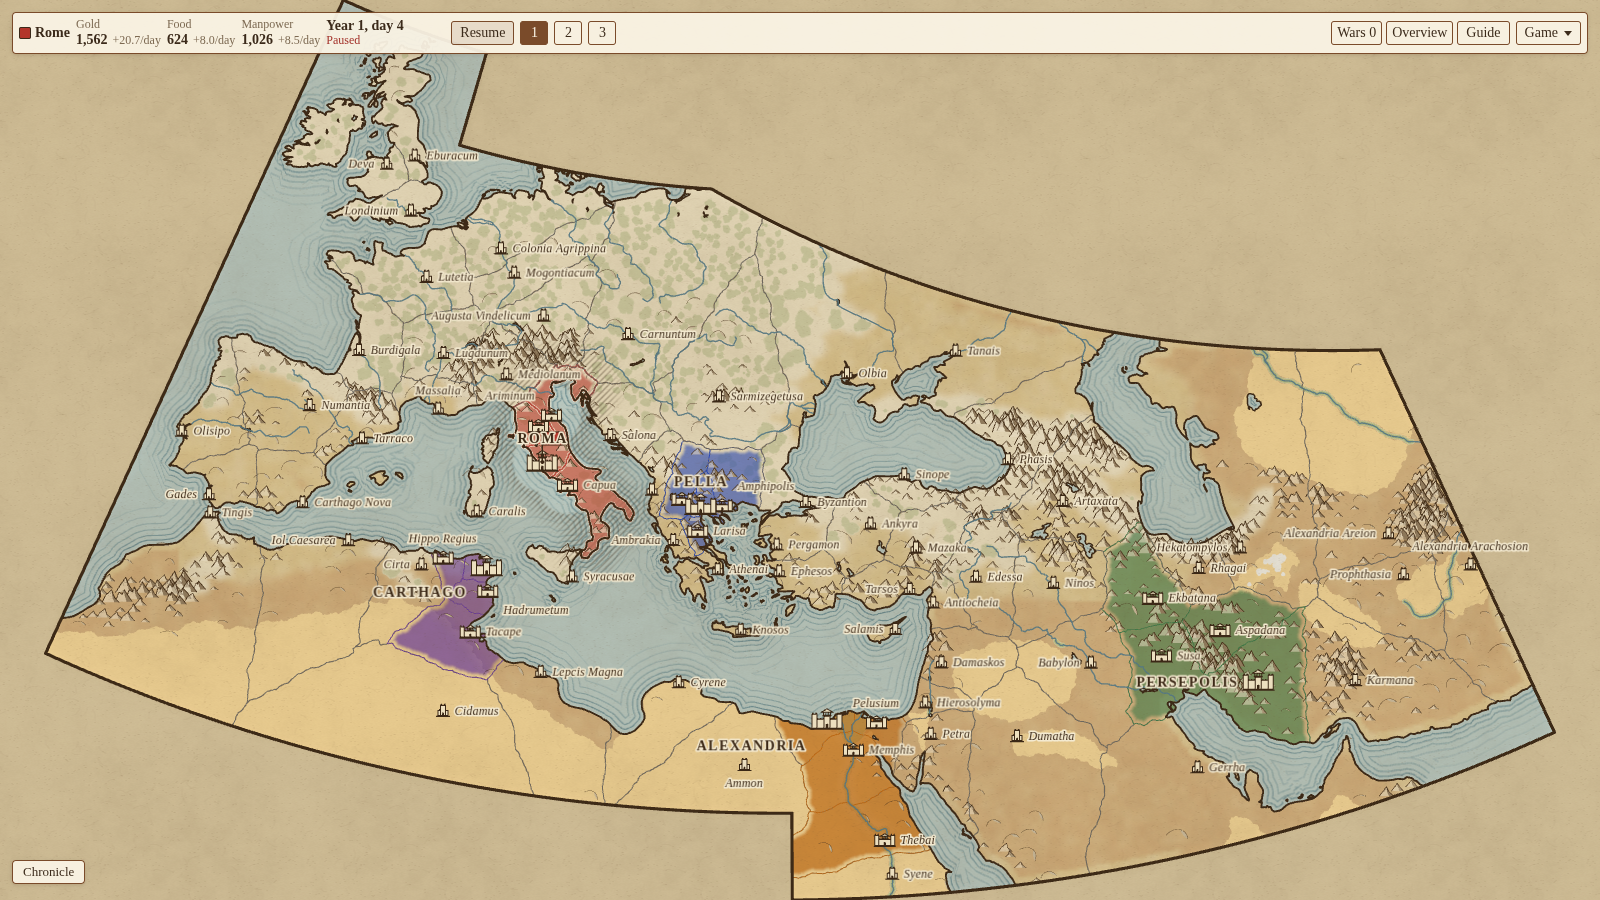 Rome
Gold
1,562 +20.7/day
Food
624 +8.0/day
Manpower
1,026 +8.5/day
Year 1, day 4
Paused
Resume
1
2
3
Wars 0
Overview
Guide
Game
Eburacum
Deva
Londinium
Colonia Agrippina
Lutetia
Mogontiacum
Augusta Vindelicum
Carnuntum
Burdigala
Lugdunum
Tanais
Mediolanum
Olbia
Massalia
Ariminum
Sarmizegetusa
Numantia
Olisipo
Tarraco
ROMA
Salona
Phasis
Sinope
PELLA
Capua
Amphipolis
Gades
Carthago Nova
Byzantion
Artaxata
Tingis
Caralis
Ankyra
Larisa
Alexandria Areion
Iol Caesarea
Hippo Regius
Ambrakia
Pergamon
Mazaka
Hekatompylos
Alexandria Arachosion
Cirta
Syracusae
Athenai
Ephesos
Edessa
Ninos
Rhagai
Prophthasia
CARTHAGO
Tarsos
Antiocheia
Ekbatana
Hadrumetum
Tacape
Knosos
Salamis
Aspadana
Lepcis Magna
Damaskos
Babylon
Susa
Cyrene
PERSEPOLIS
Karmana
Pelusium
Hierosolyma
Cidamus
Petra
Dumatha
ALEXANDRIA
Memphis
Gerrha
Ammon
Thebai
Syene
Chronicle